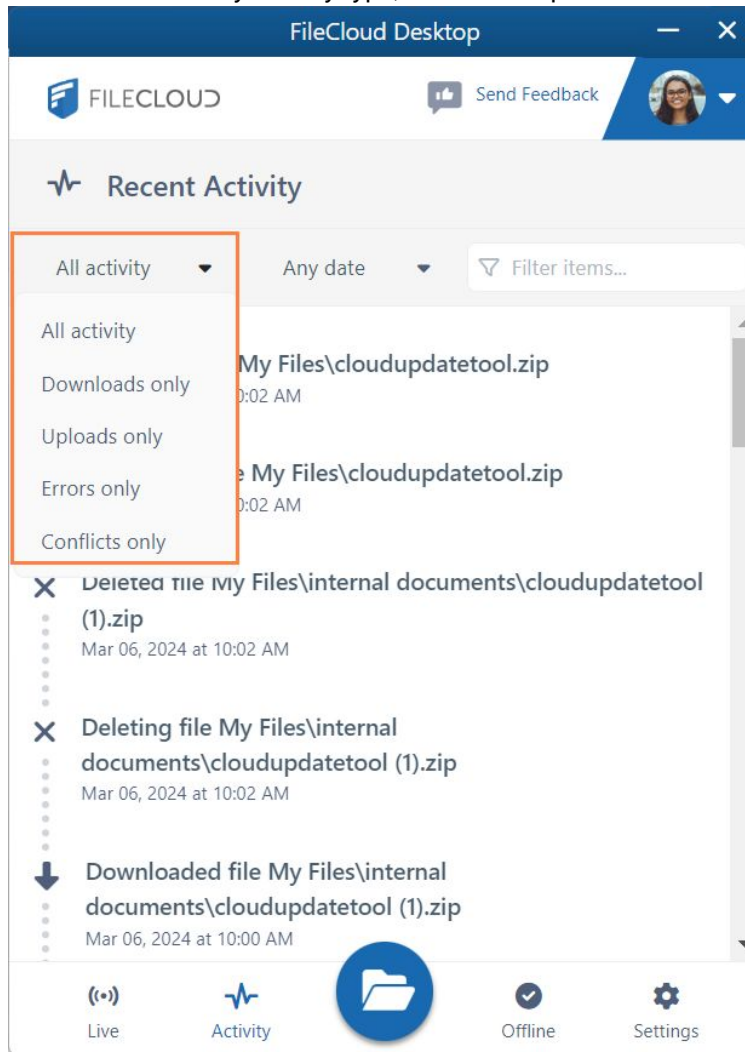 FileCloud Desktop
FILECLOUD
Send Feedback
Recent Activity
All activity
Any date
Filter items...
All activity
Downloads only
Uploads only
Errors only
Conflicts only
My Files\cloudupdatetool.zip
:02 AM
My Files\cloudupdatetool.zip
:02 AM
Deleted file My Files\internal documents\cloudupdatetool
(1).zip
Mar 06, 2024 at 10:02 AM
Deleting file My Files\internal
documents\cloudupdatetool (1).zip
Mar 06, 2024 at 10:02 AM
Downloaded file My Files\internal
documents\cloudupdatetool (1).zip
Mar 06, 2024 at 10:00 AM
Live
Activity
Offline
Settings